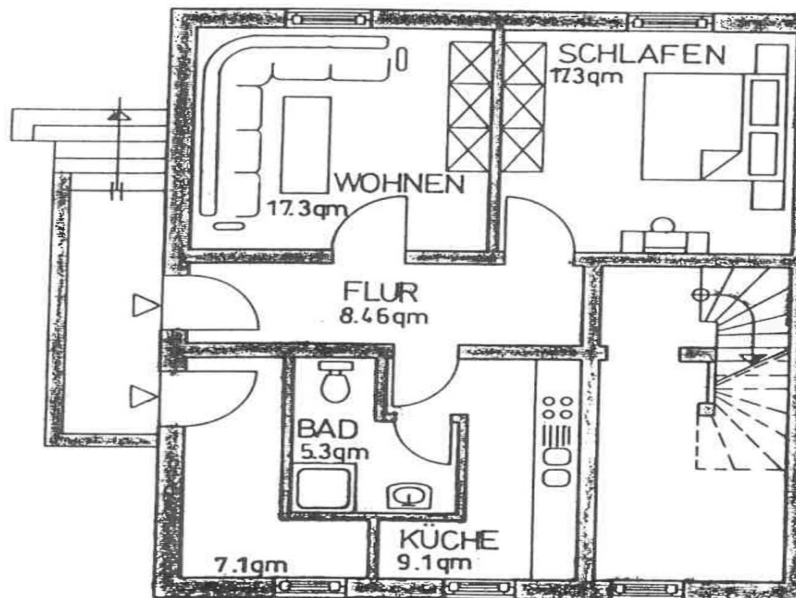 SCHLAFEN
17.3qm
WOHNEN
17.3qm
FLUR
8.46qm
BAD
5.3qm
KÜCHE
9.1qm
7.1qm